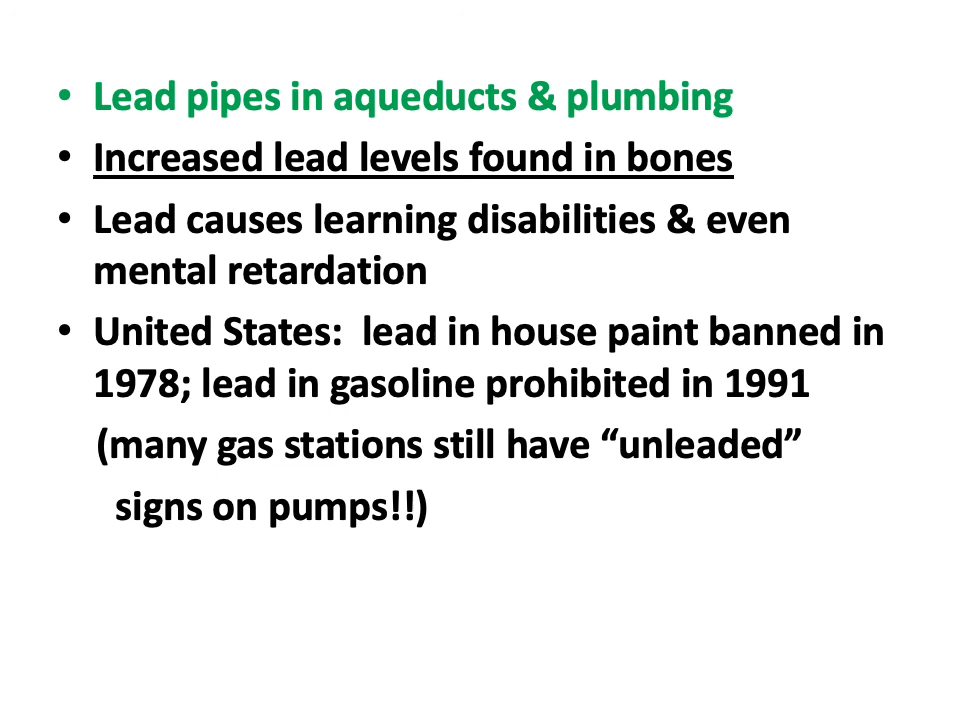 • Lead pipes in aqueducts & plumbing
• Increased lead levels found in bones
• Lead causes learning disabilities & even
mental retardation
• United States:  lead in house paint banned in
1978; lead in gasoline prohibited in 1991
(many gas stations still have “unleaded”
signs on pumps!!)